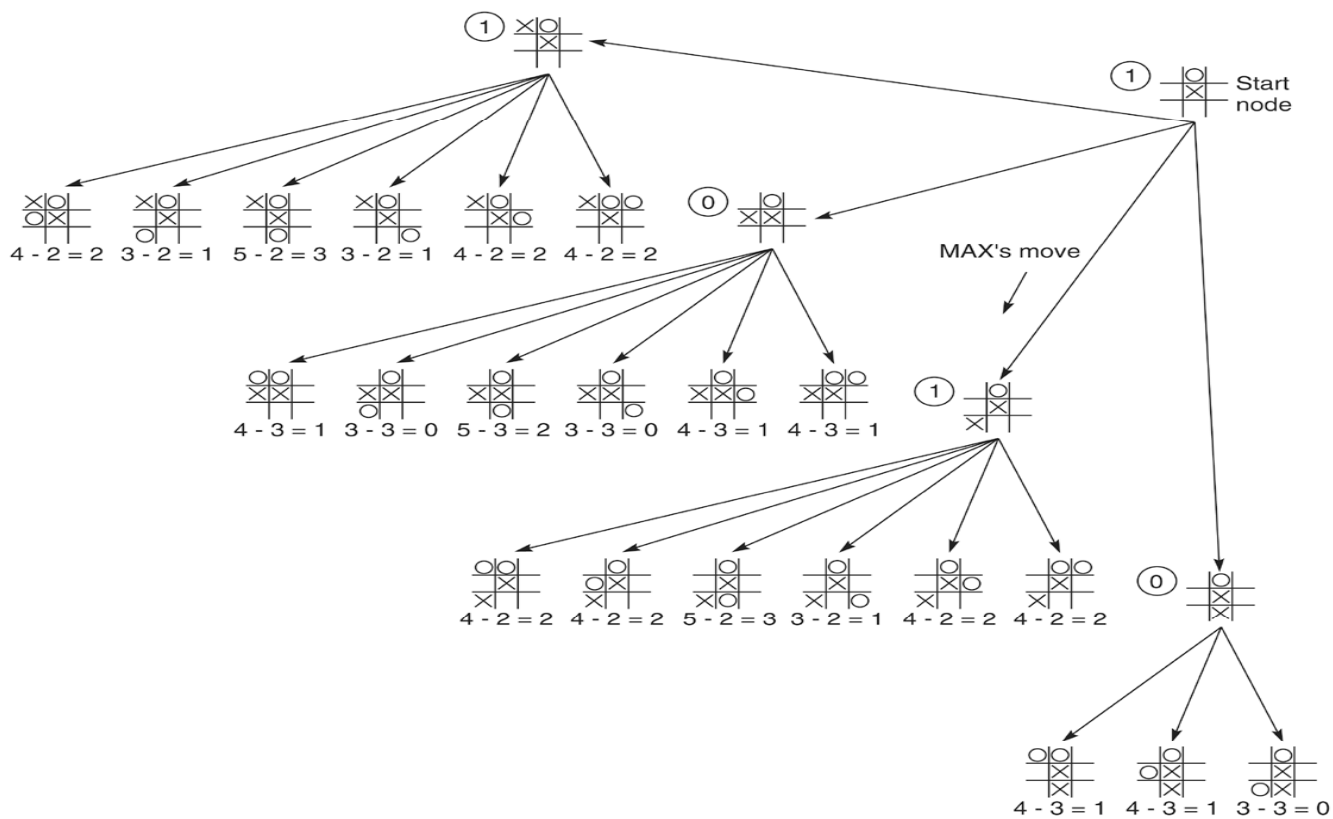 1
1
Start
node
4 - 2 = 2 3 - 2 = 1 5 - 2 = 3 3 - 2 = 1 4 - 2 = 2 4 - 2 = 2
0
MAX's move
4 - 3 = 1 3 - 3 = 0 5 - 3 = 2 3 - 3 = 0 4 - 3 = 1 4 - 3 = 1
1
4 - 2 = 2 4 - 2 = 2 5 - 2 = 3 3 - 2 = 1 4 - 2 = 2 4 - 2 = 2
0
4 - 3 = 1 4 - 3 = 1 3 - 3 = 0